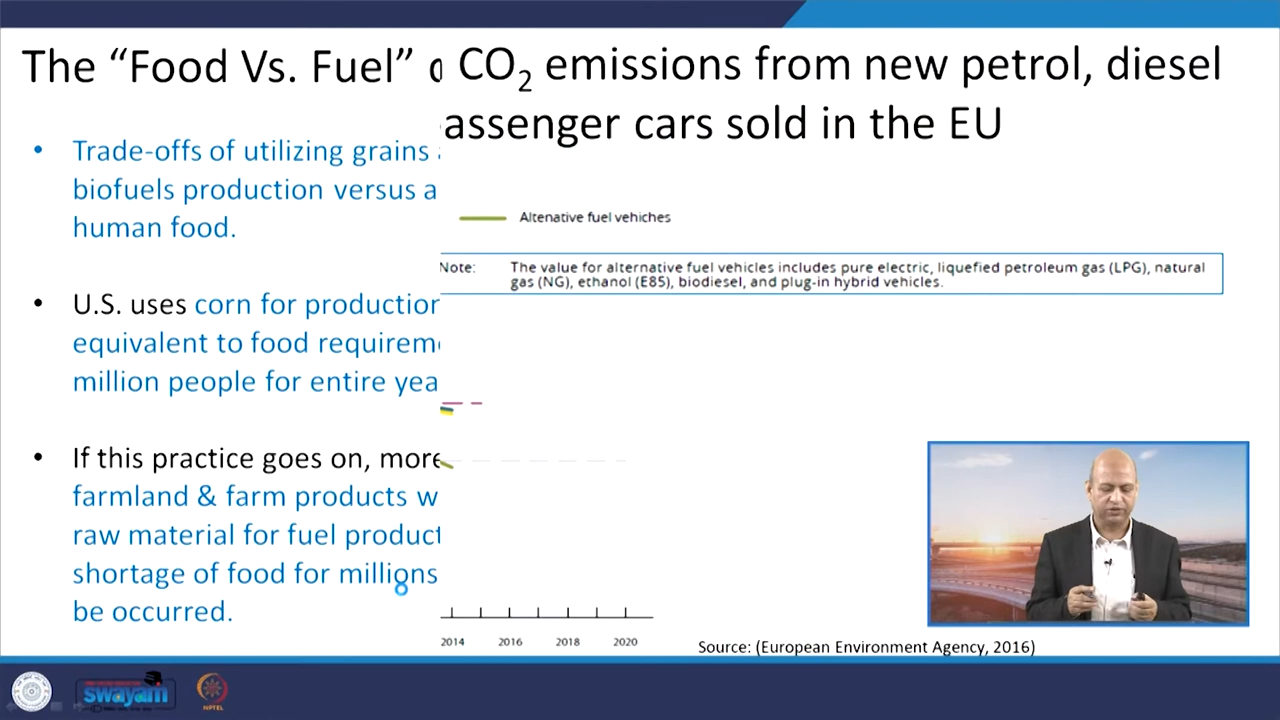 The “Food Vs. Fuel”
CO2 emissions from new petrol, diesel
assenger cars sold in the EU
• Trade-offs of utilizing grains
biofuels production versus a
human food.
• U.S. uses corn for production
equivalent to food requirem
million people for entire yea
• If this practice goes on, more
farmland & farm products w
raw material for fuel product
shortage of food for millions
be occurred.
Altenative fuel vehiches
Note: The value for alternative fuel vehicles includes pure electric, liquefied petroleum gas (LPG), natural
gas (NG), ethanol (E85), biodiesel, and plug-in hybrid vehicles.
2014 2016 2018 2020
Source: (European Environment Agency, 2016)
swayam
NPTEL